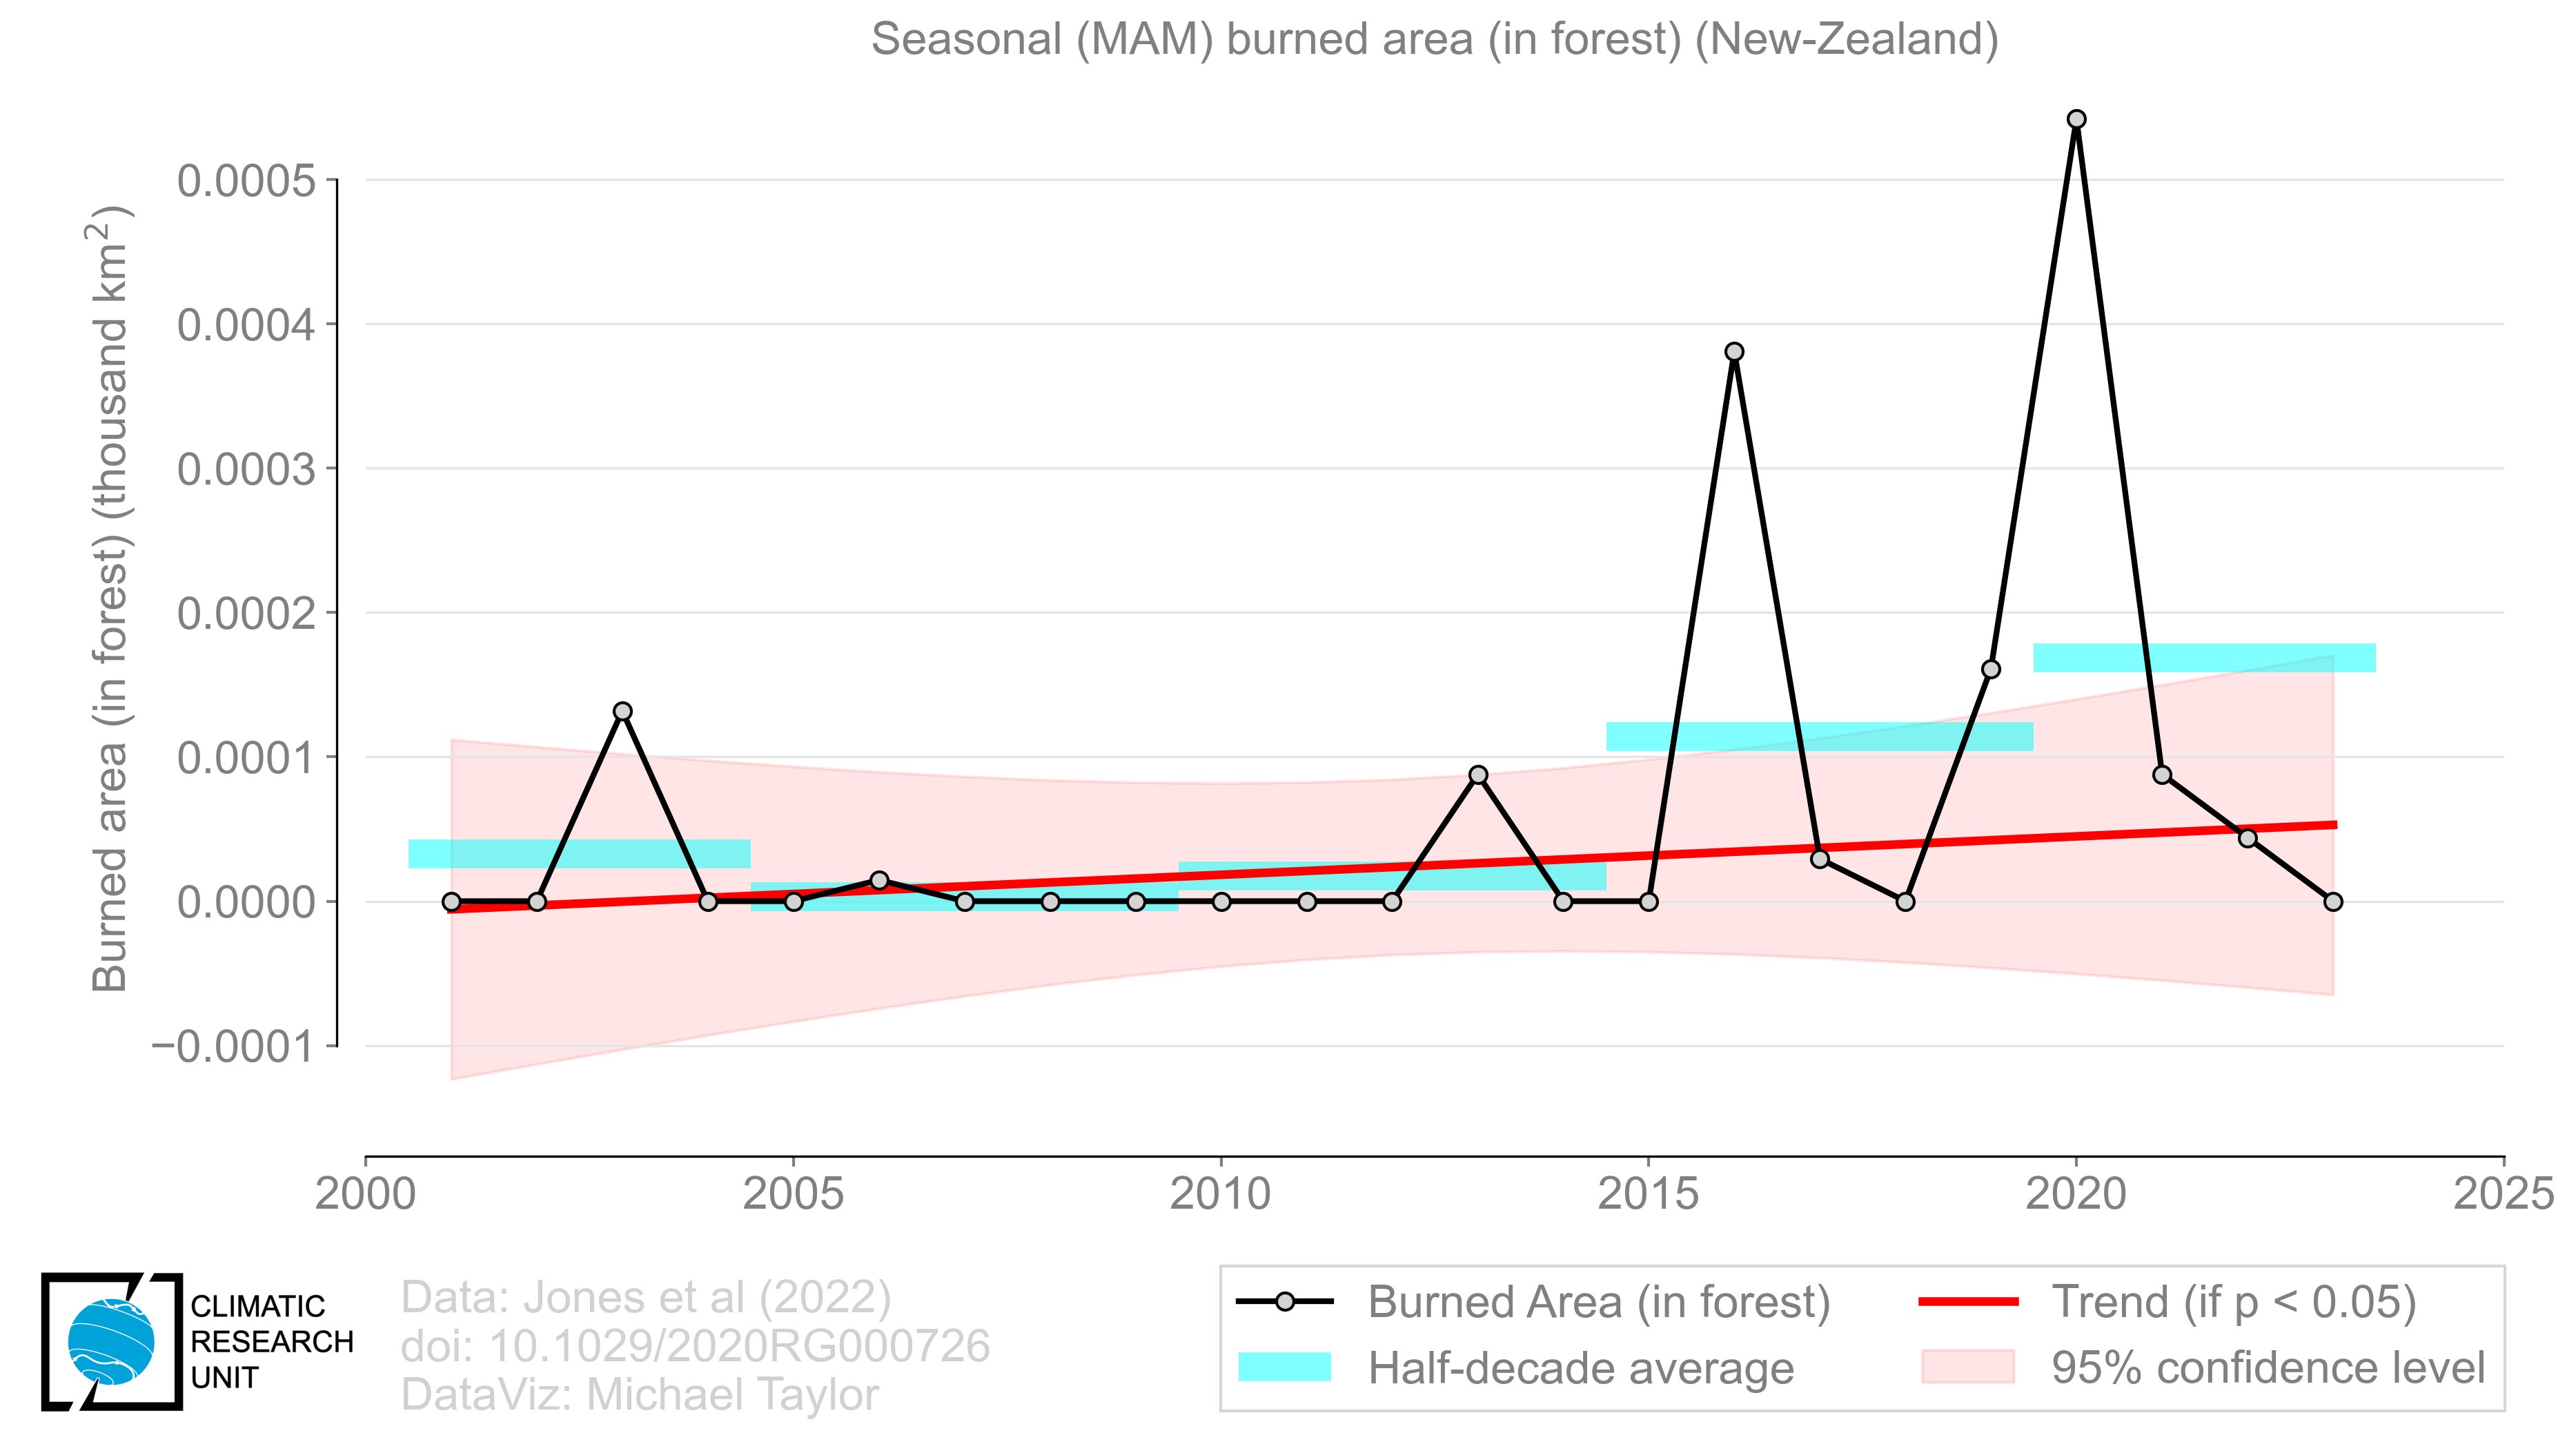 Seasonal (MAM) burned area (in forest) (New-Zealand)
Burned area (in forest) (thousand km²)
0.0005
0.0004
0.0003
0.0002
0.0001
0.0000
−0.0001
2000
2005
2010
2015
2020
2025
CLIMATIC
RESEARCH
UNIT
Data: Jones et al (2022)
doi: 10.1029/2020RG000726
DataViz: Michael Taylor
Burned Area (in forest)
Half-decade average
Trend (if p < 0.05)
95% confidence level